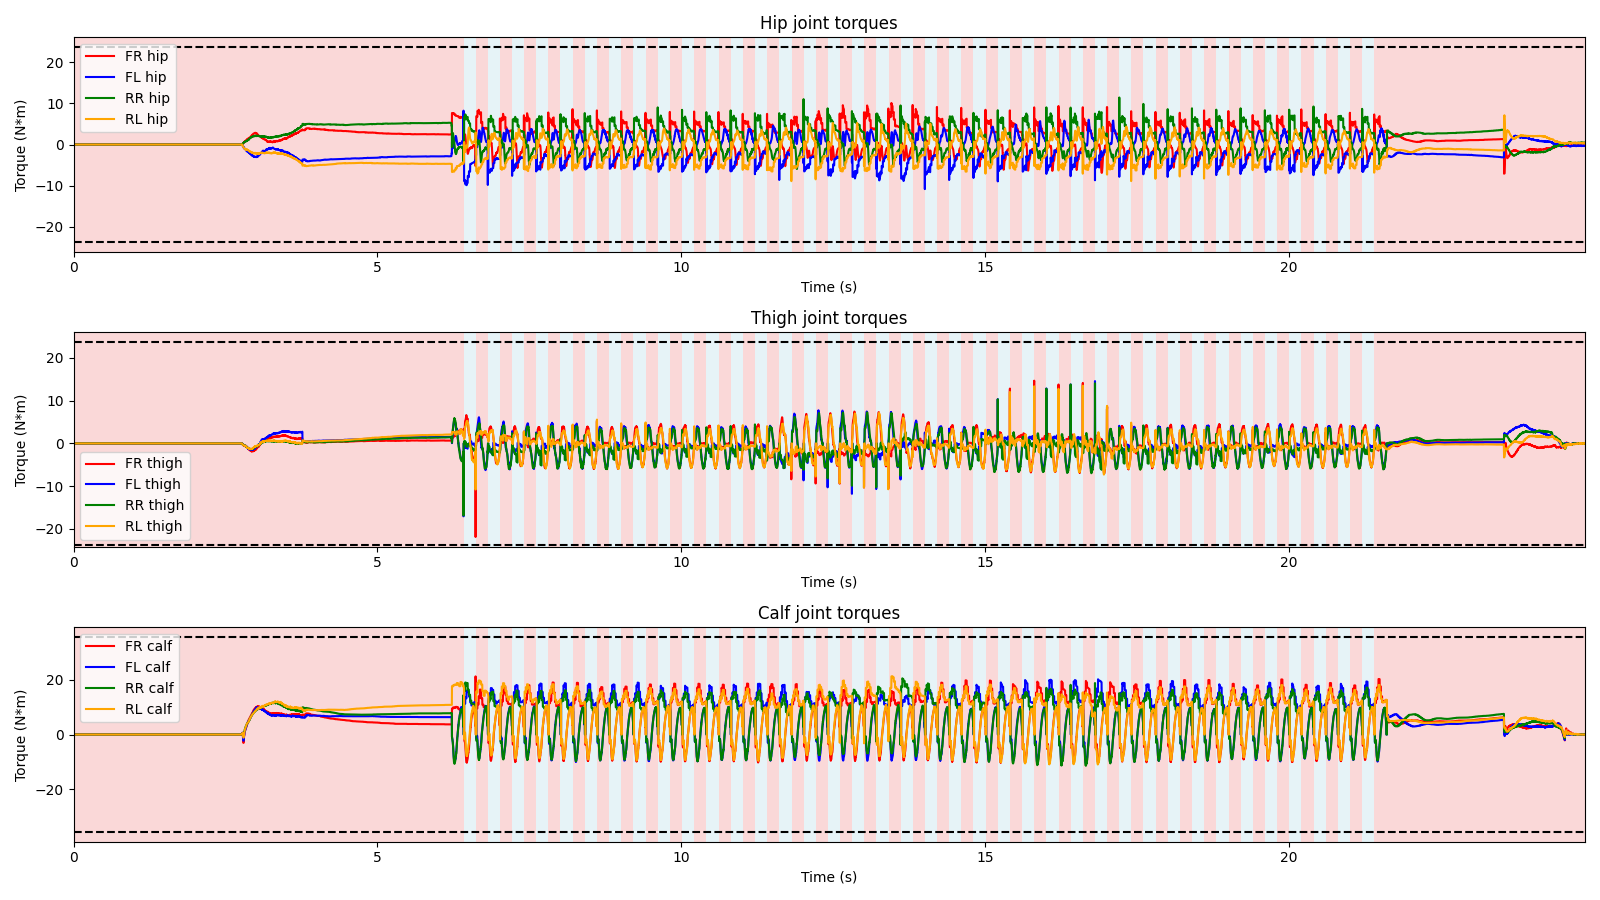 Hip joint torques
Torque (N*m)
20
10
0
−10
−20
FR hip
FL hip
RR hip
RL hip
0 5 10 15 20
Time (s)
Thigh joint torques
Torque (N*m)
20
10
0
−10
−20
FR thigh
FL thigh
RR thigh
RL thigh
0 5 10 15 20
Time (s)
Calf joint torques
Torque (N*m)
20
0
−20
FR calf
FL calf
RR calf
RL calf
0 5 10 15 20
Time (s)